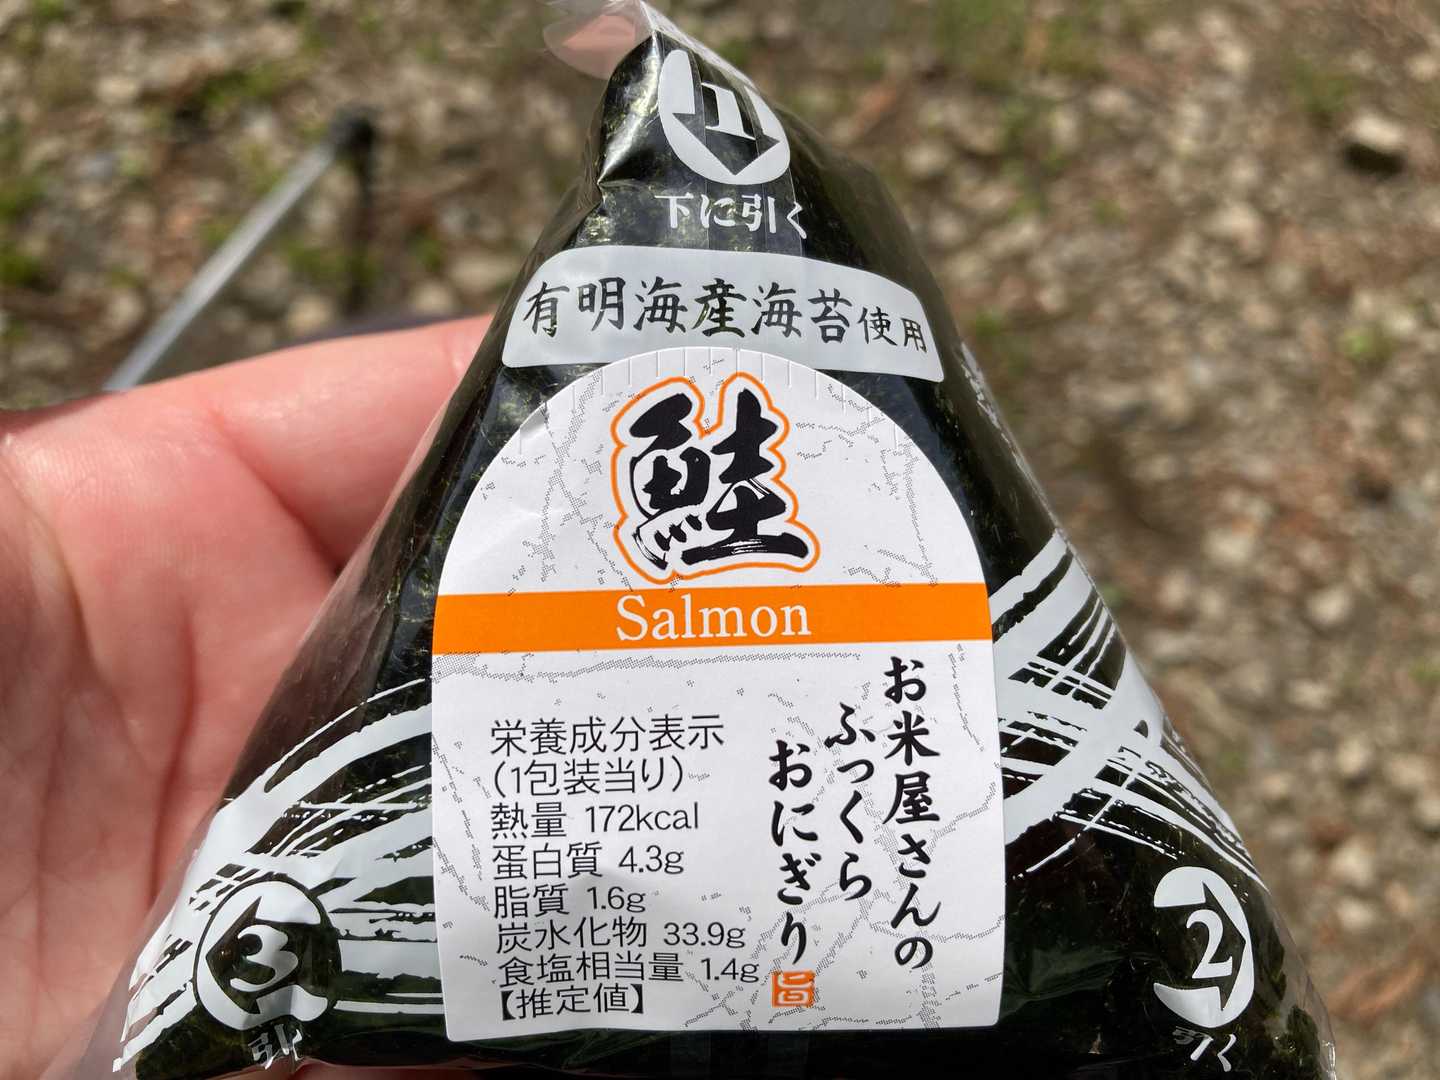 1
下に引く
有明海産海苔使用
鮭
Salmon
お米屋さんの
ふっくら
おにぎり
旨
栄養成分表示
(1包装当り)
熱量 172kcal
蛋白質 4.3g
脂質 1.6g
炭水化物 33.9g
食塩相当量 1.4g
【推定値】
3
引く
2
引く